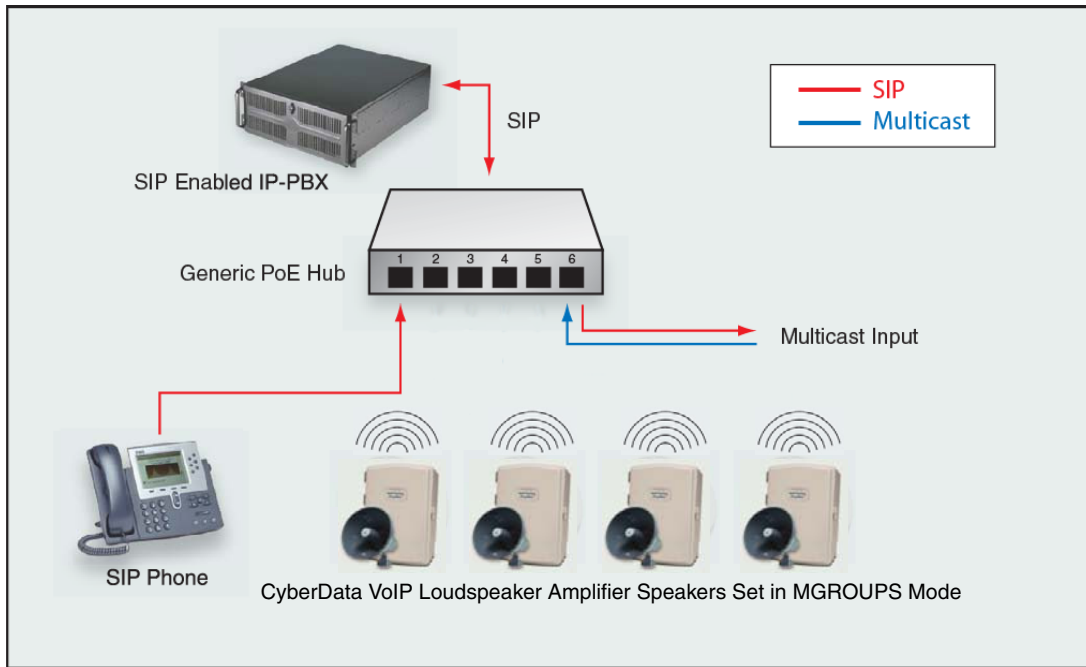 SIP
Multicast
SIP
SIP Enabled IP-PBX
1 2 3 4 5 6
Generic PoE Hub
Multicast Input
SIP Phone
CyberData VoIP Loudspeaker Amplifier Speakers Set in MGROUPS Mode